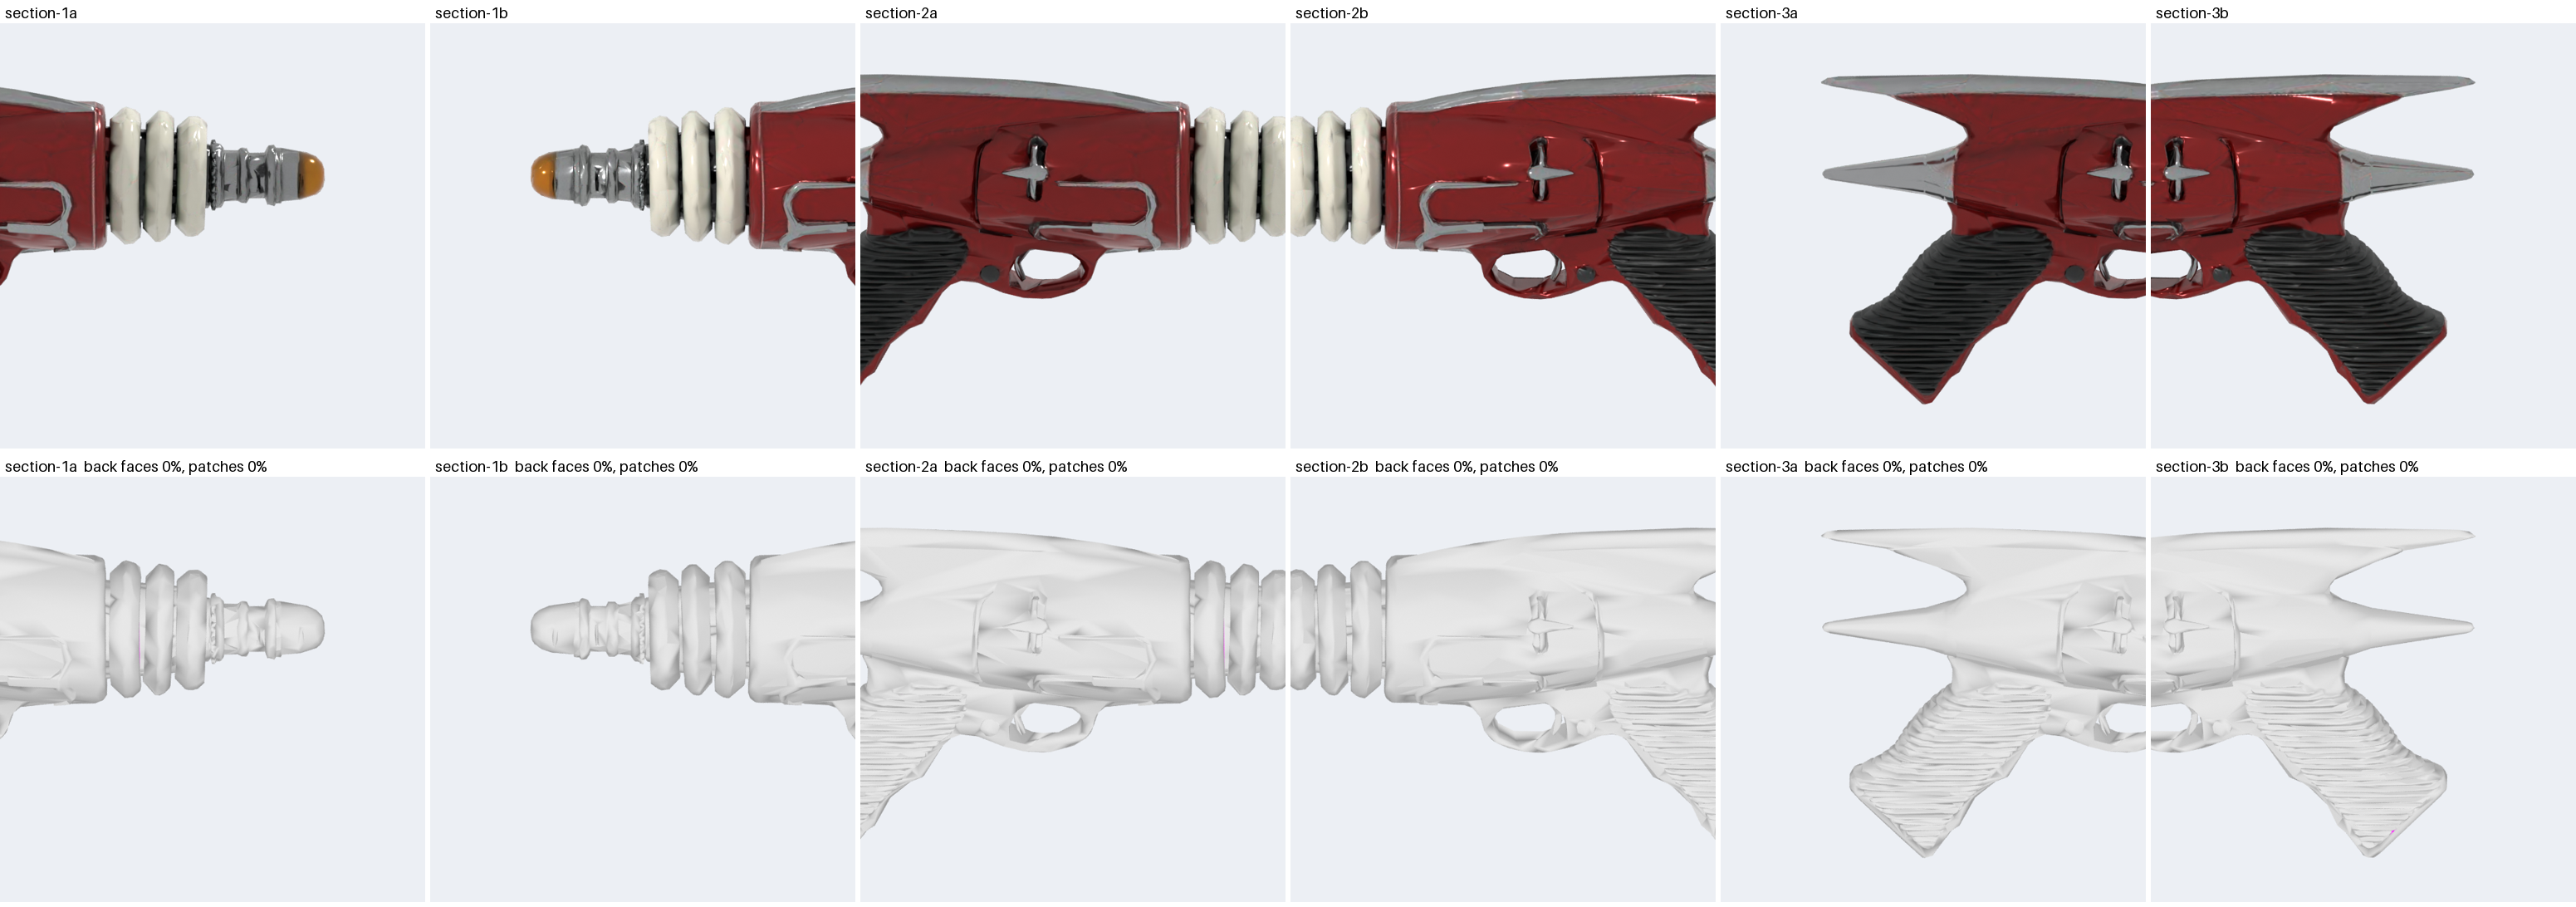 section-1a
section-1b
section-2a
section-2b
section-3a
section-3b
section-1a back faces 0%, patches 0%
section-1b back faces 0%, patches 0%
section-2a back faces 0%, patches 0%
section-2b back faces 0%, patches 0%
section-3a back faces 0%, patches 0%
section-3b back faces 0%, patches 0%